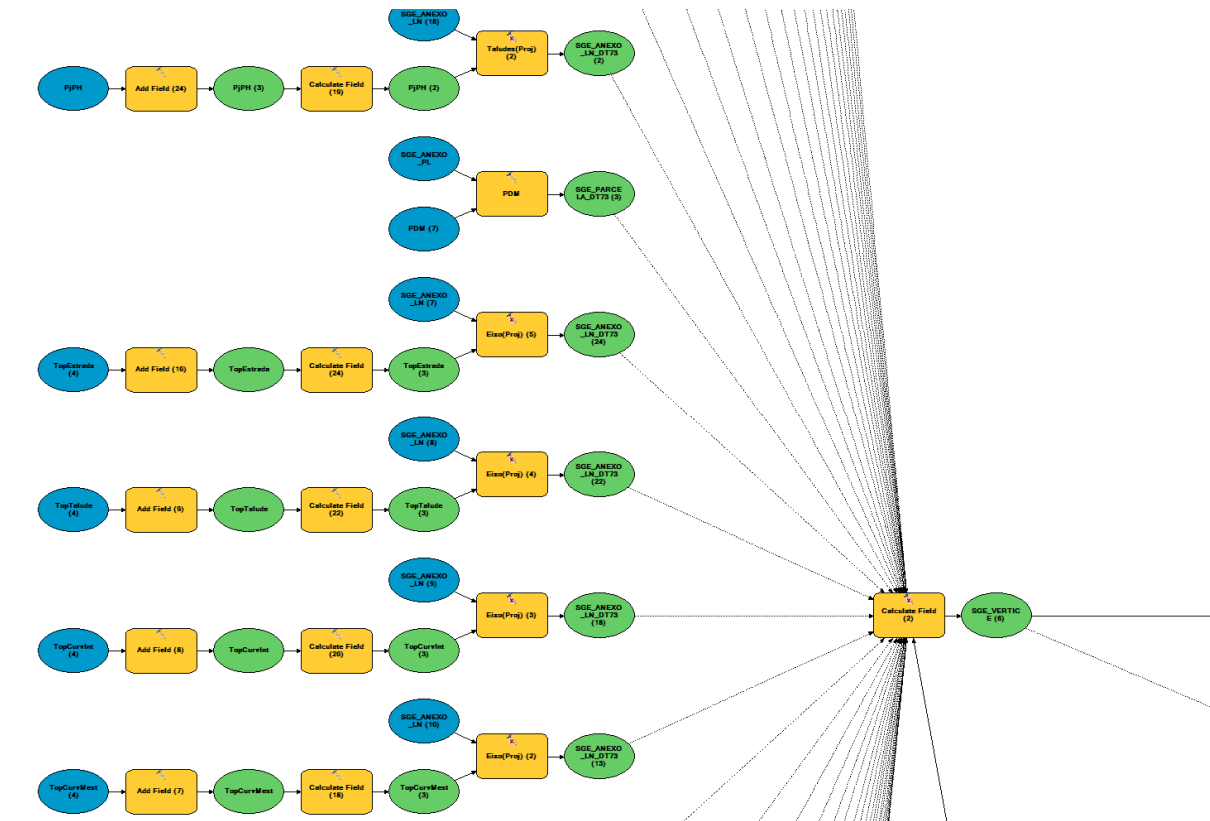 SGE_ANEXO
_LN (16)
Taludes(Proj)
(2)
SGE_ANEXO
_LN_DT73
(2)
PjPH
Add Field (24)
PjPH (3)
Calculate Field
(19)
PjPH (2)
SGE_ANEXO
_PL
PDM
SGE_PARCE
LA_DT73 (3)
PDM (7)
SGE_ANEXO
_LN (7)
Eixo(Proj) (5)
SGE_ANEXO
_LN_DT73
(24)
TopEstrada
(4)
Add Field (10)
TopEstrada
Calculate Field
(24)
TopEstrada
(3)
SGE_ANEXO
_LN (8)
Eixo(Proj) (4)
SGE_ANEXO
_LN_DT73
(22)
TopTalude
(4)
Add Field (9)
TopTalude
Calculate Field
(22)
TopTalude
(3)
SGE_ANEXO
_LN (9)
Eixo(Proj) (3)
SGE_ANEXO
_LN_DT73
(18)
Calculate Field
(2)
SGE_VERTIC
E (6)
TopCurvInt
(4)
Add Field (8)
TopCurvInt
Calculate Field
(20)
TopCurvInt
(3)
SGE_ANEXO
_LN (10)
Eixo(Proj) (2)
SGE_ANEXO
_LN_DT73
(13)
TopCurvMest
(4)
Add Field (7)
TopCurvMest
Calculate Field
(18)
TopCurvMest
(3)